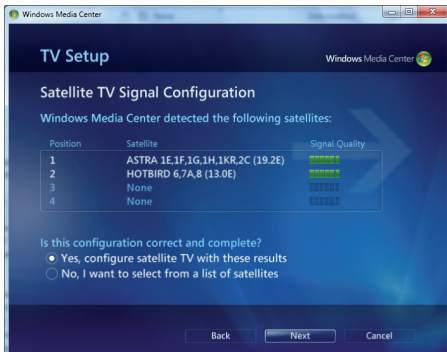 Windows Media Center
TV Setup
Windows Media Center
Satellite TV Signal Configuration
Windows Media Center detected the following satellites:
Position Satellite Signal Quality
1 ASTRA 1E,1F,1G,1H,1KR,2C (19.2E)
2 HOTBIRD 6,7A,8 (13.0E)
3 None
4 None
Is this configuration correct and complete?
Yes, configure satellite TV with these results
No, I want to select from a list of satellites
Back Next Cancel